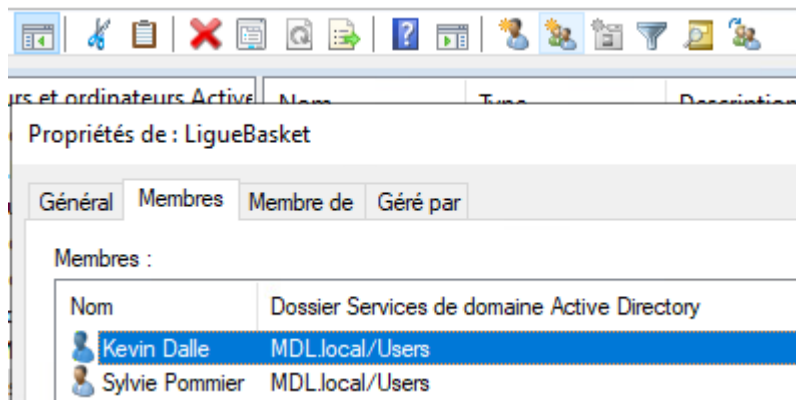 urs et ordinateurs Active
Nom Type Description
Propriétés de : LigueBasket
Général Membres Membre de Géré par
Membres :
Nom Dossier Services de domaine Active Directory
Kevin Dalle MDL.local/Users
Sylvie Pommier MDL.local/Users